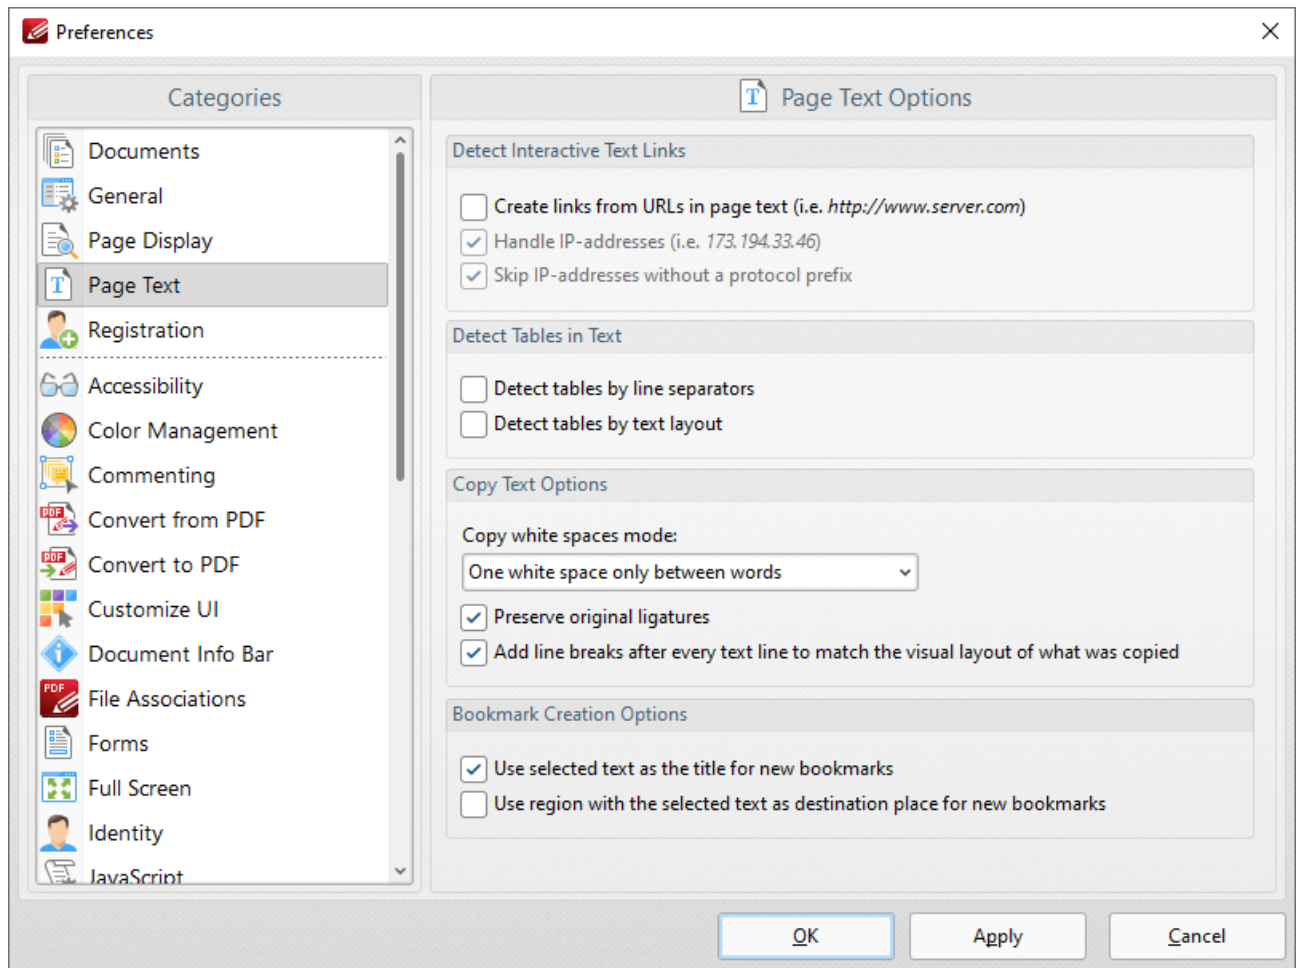 Preferences
Categories
Documents
General
Page Display
Page Text
Registration
Accessibility
Color Management
Commenting
Convert from PDF
Convert to PDF
Customize UI
Document Info Bar
File Associations
Forms
Full Screen
Identity
JavaScript
Page Text Options
Detect Interactive Text Links
Create links from URLs in page text (i.e. http://www.server.com)
Handle IP-addresses (i.e. 173.194.33.46)
Skip IP-addresses without a protocol prefix
Detect Tables in Text
Detect tables by line separators
Detect tables by text layout
Copy Text Options
Copy white spaces mode:
One white space only between words
Preserve original ligatures
Add line breaks after every text line to match the visual layout of what was copied
Bookmark Creation Options
Use selected text as the title for new bookmarks
Use region with the selected text as destination place for new bookmarks
OK Apply Cancel